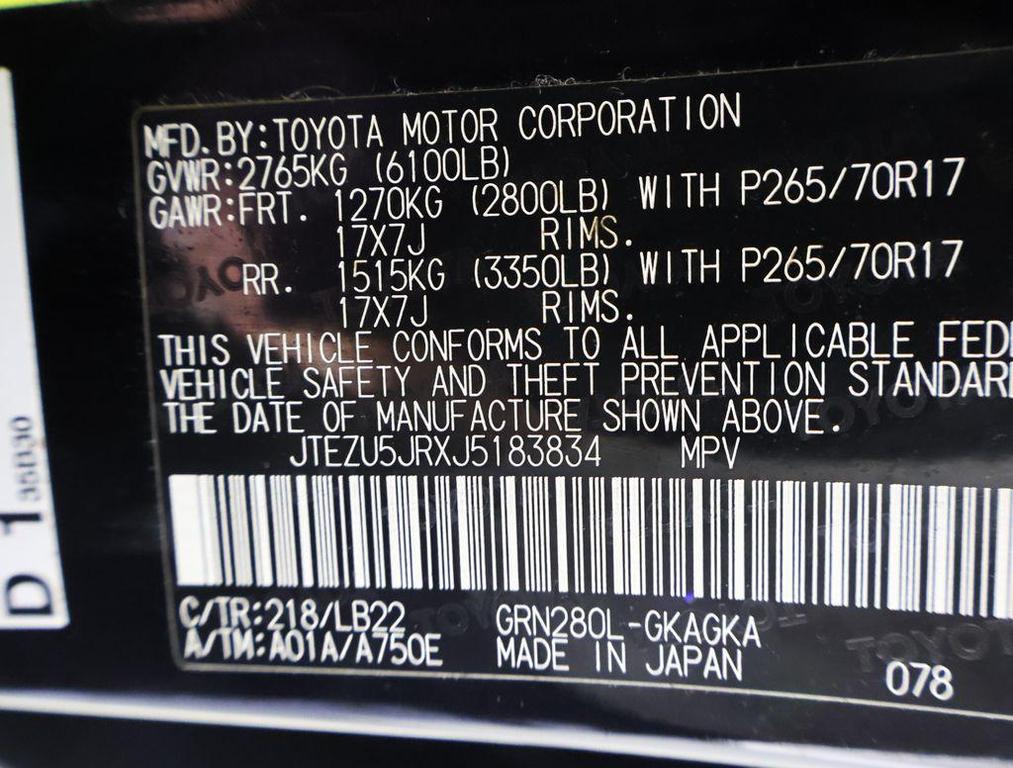 MFD. BY:TOYOTA MOTOR CORPORATION
GVWR:2765KG (6100LB)
GAWR:FRT. 1270KG (2800LB) WITH P265/70R17
17X7J RIMS.
RR. 1515KG (3350LB) WITH P265/70R17
17X7J RIMS.
THIS VEHICLE CONFORMS TO ALL APPLICABLE FEDE
VEHICLE SAFETY AND THEFT PREVENTION STANDARD
THE DATE OF MANUFACTURE SHOWN ABOVE.
JTEZU5JRXJ5183834 MPV
C/TR:218/LB22 GRN280L-GKAGKA
A/TM:A01A/A750E MADE IN JAPAN
078
D 1
35B30